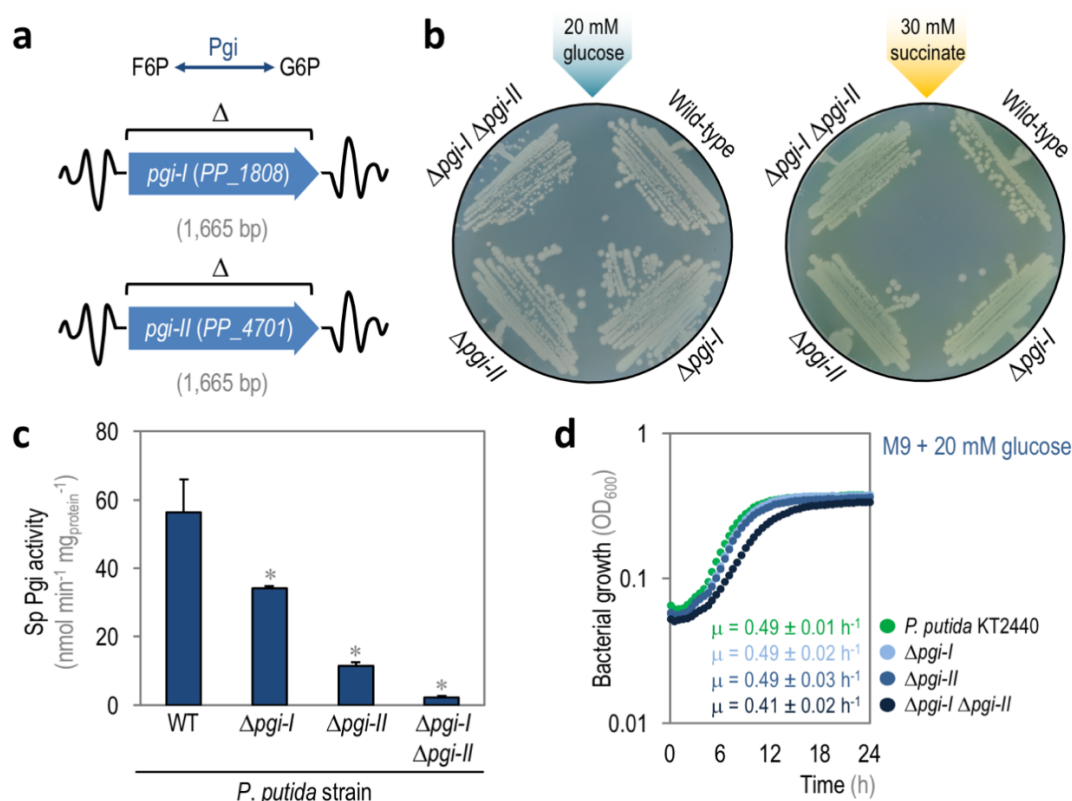 a
Pgi
F6P G6P
Δ
pgi-I (PP_1808)
(1,665 bp)
Δ
pgi-II (PP_4701)
(1,665 bp)
b
20 mM
glucose
Δpgi-I Δpgi-II
Wild-type
Δpgi-II
Δpgi-I
30 mM
succinate
Δpgi-I Δpgi-II
Wild-type
Δpgi-II
Δpgi-I
c
Sp Pgi activity
(nmol min⁻¹ mgprotein⁻¹)
80
60
40
20
0
*
*
*
WT
Δpgi-I
Δpgi-II
Δpgi-I
Δpgi-II
P. putida strain
d
M9 + 20 mM glucose
Bacterial growth (OD₆₀₀)
1
0.1
0.01
μ = 0.49 ± 0.01 h⁻¹
μ = 0.49 ± 0.02 h⁻¹
μ = 0.49 ± 0.03 h⁻¹
μ = 0.41 ± 0.02 h⁻¹
P. putida KT2440
Δpgi-I
Δpgi-II
Δpgi-I Δpgi-II
0 6 12 18 24
Time (h)